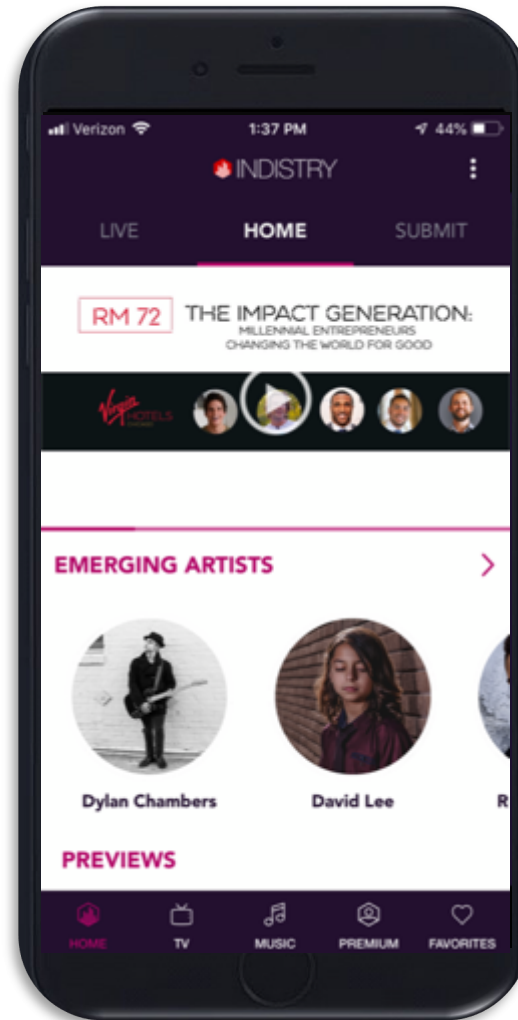 Verizon 1:37 PM 44%
INDISTRY
LIVE HOME SUBMIT
RM 72 THE IMPACT GENERATION:
MILLENNIAL ENTREPRENEURS
CHANGING THE WORLD FOR GOOD
Virgin HOTELS
CHICAGO
EMERGING ARTISTS
Dylan Chambers David Lee R
PREVIEWS
HOME TV MUSIC PREMIUM FAVORITES